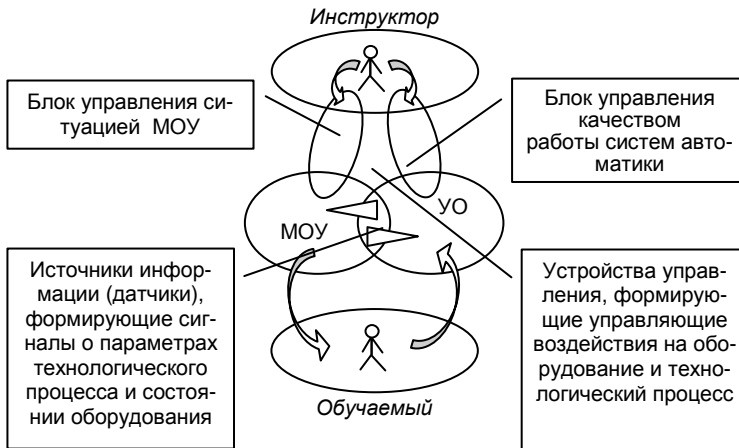 Инструктор
Блок управления си-
туацией МОУ
Блок управления
качеством
работы систем авто-
матики
МОУ
УО
Источники инфор-
мации (датчики),
формирующие сиг-
налы о параметрах
технологического
процесса и состоя-
нии оборудования
Устройства управ-
ления, формирую-
щие управляющие
воздействия на обо-
рудование и техно-
логический процесс
Обучаемый